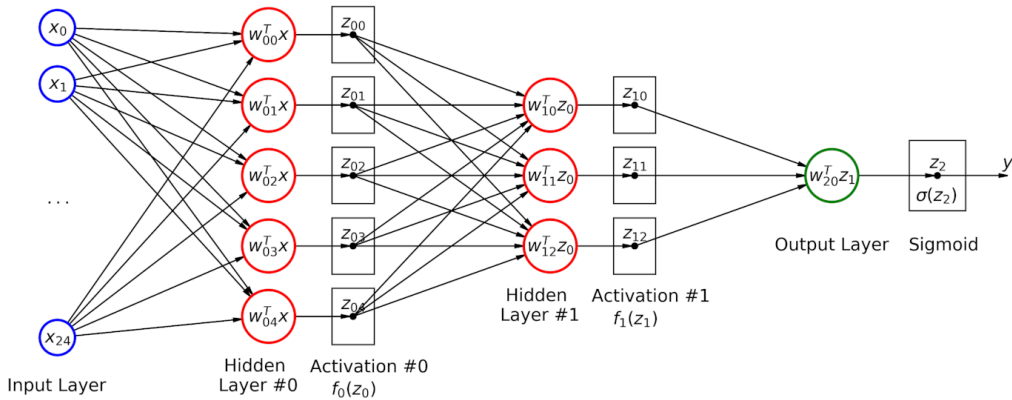 x₀
x₁
...
x₂₄
Input Layer
w₀₀ᵀx
w₀₁ᵀx
w₀₂ᵀx
w₀₃ᵀx
w₀₄ᵀx
Hidden
Layer #0
z₀₀
z₀₁
z₀₂
z₀₃
z₀₄
Activation #0
f₀(z₀)
w₁₀ᵀz₀
w₁₁ᵀz₀
w₁₂ᵀz₀
Hidden
Layer #1
z₁₀
z₁₁
z₁₂
Activation #1
f₁(z₁)
w₂₀ᵀz₁
Output Layer
z₂
σ(z₂)
Sigmoid
y